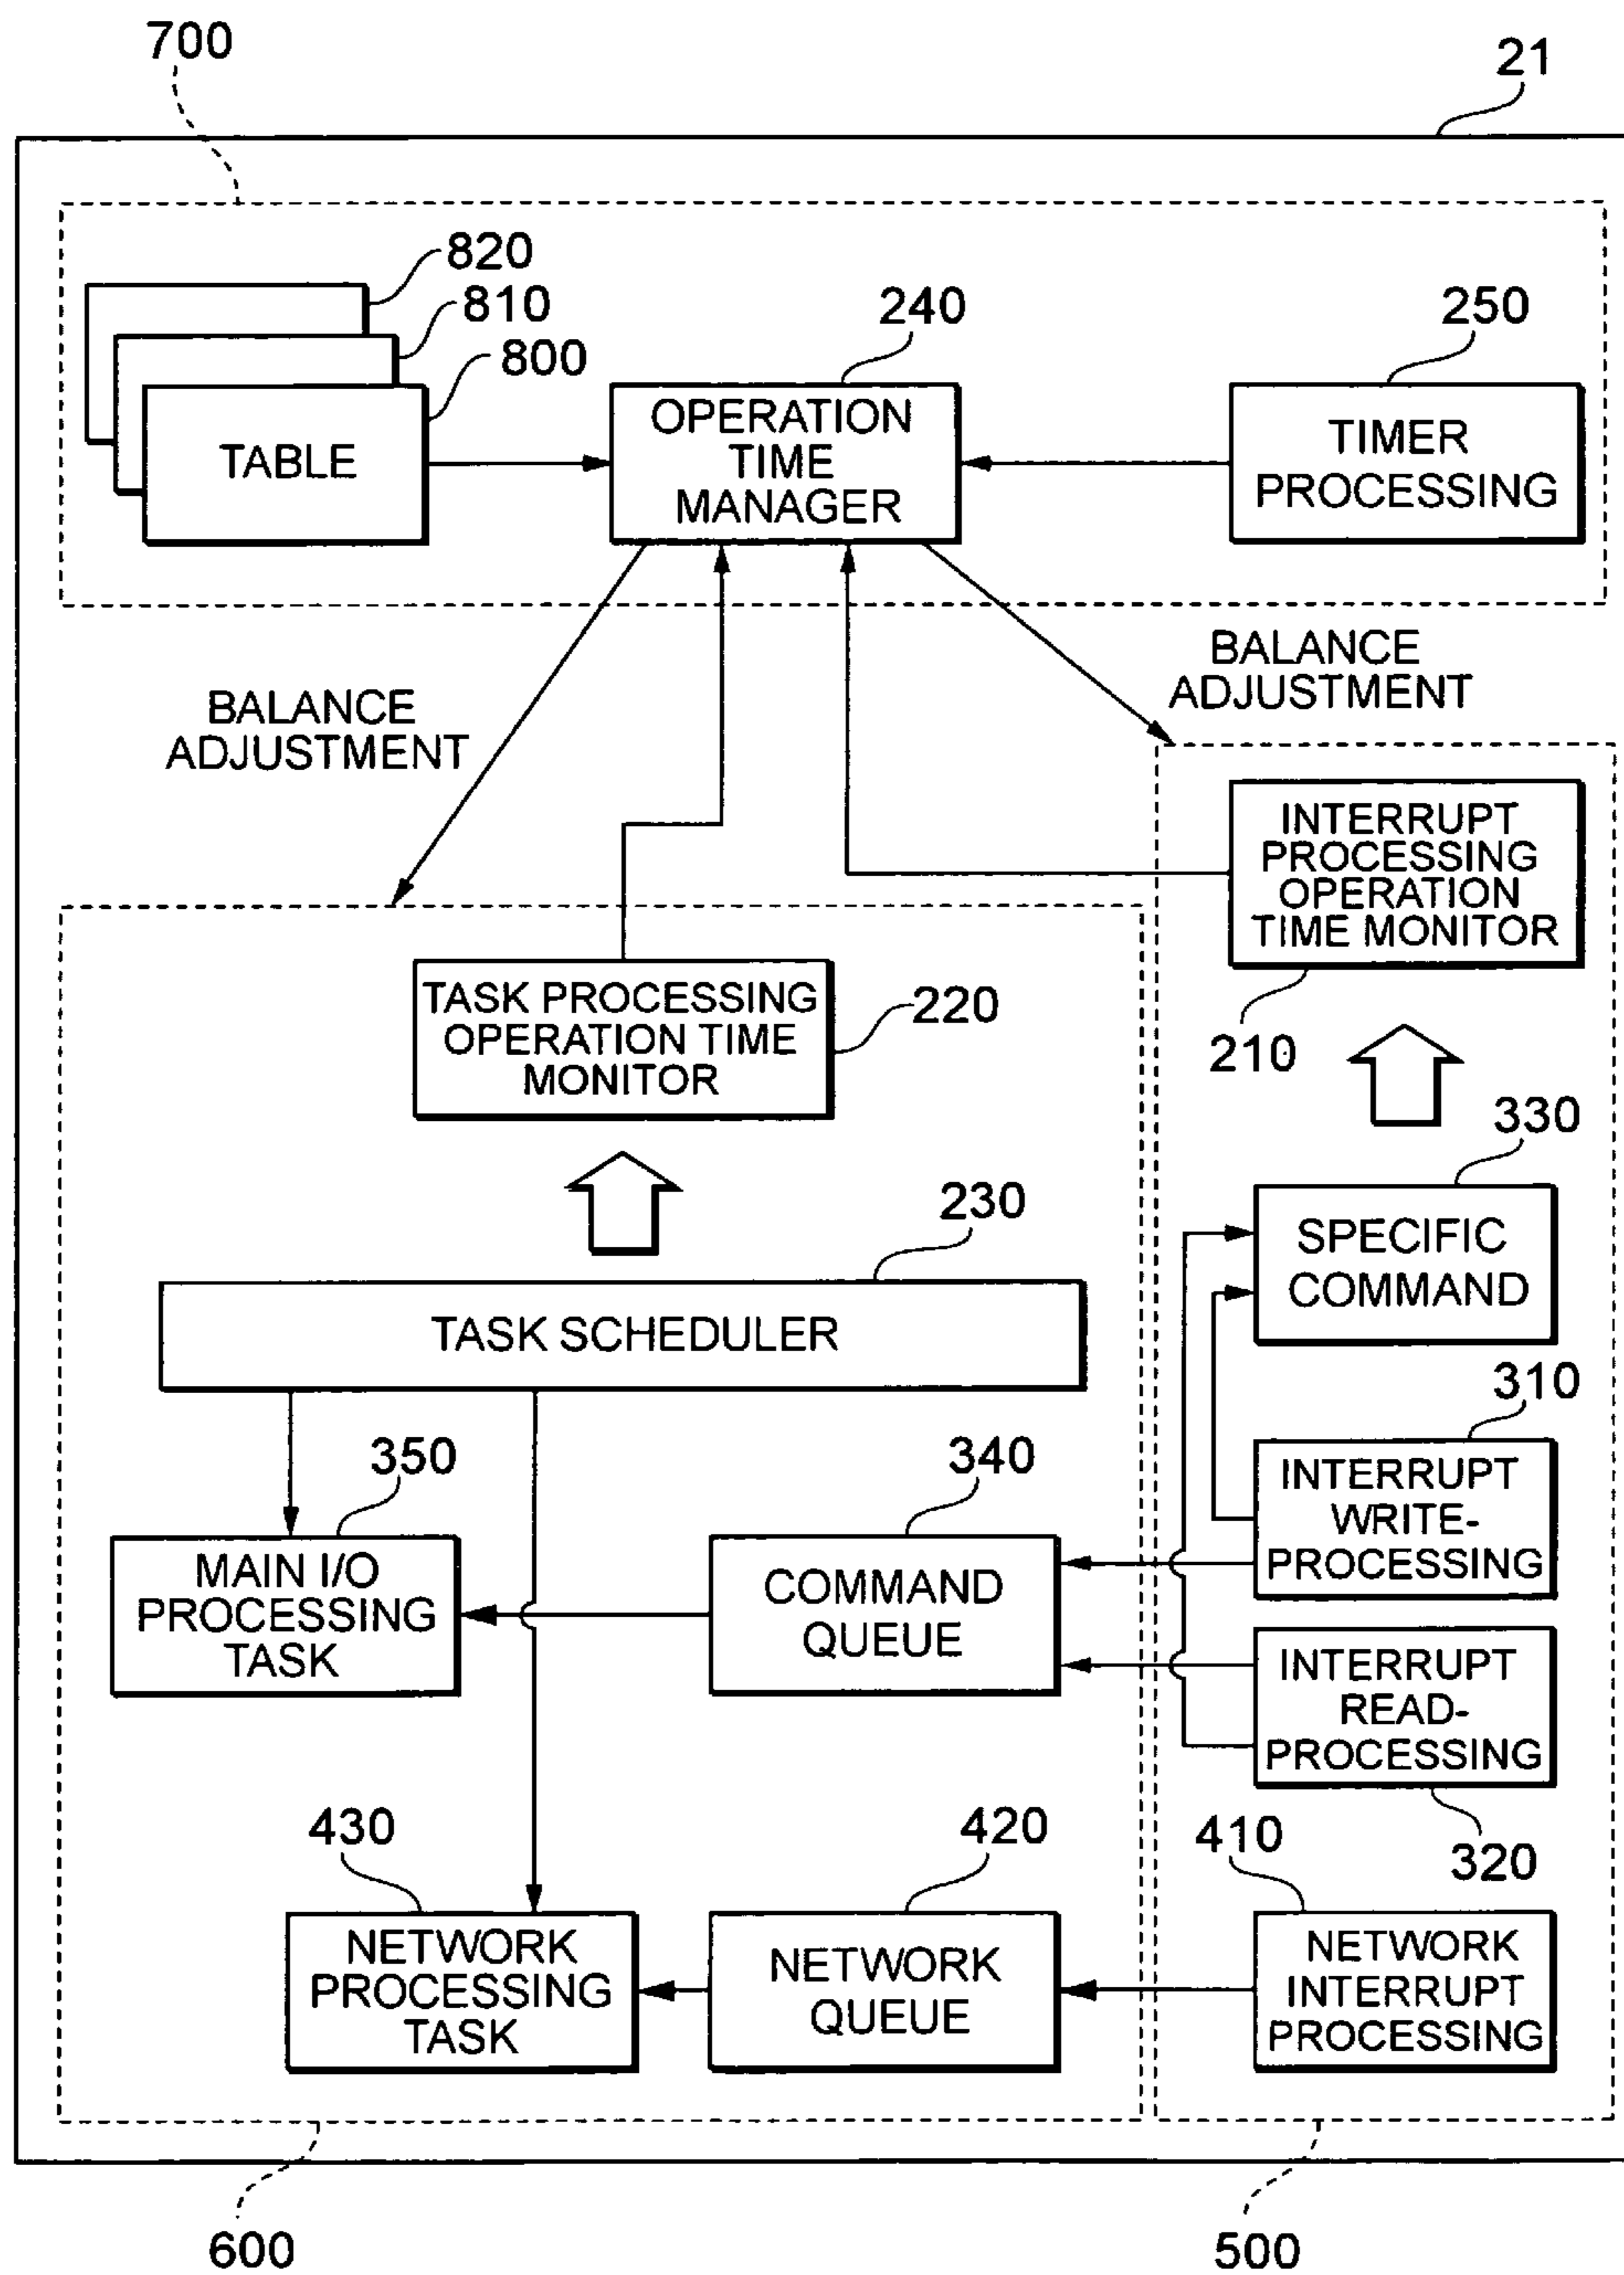 700
21
820
810
800
240
250
TABLE
OPERATION
TIME
MANAGER
TIMER
PROCESSING
BALANCE
ADJUSTMENT
BALANCE
ADJUSTMENT
INTERRUPT
PROCESSING
OPERATION
TIME MONITOR
210
TASK PROCESSING
OPERATION TIME
MONITOR
220
330
SPECIFIC
COMMAND
230
TASK SCHEDULER
310
INTERRUPT
WRITE-
PROCESSING
350
340
MAIN I/O
PROCESSING
TASK
COMMAND
QUEUE
INTERRUPT
READ-
PROCESSING
320
430
420
410
NETWORK
PROCESSING
TASK
NETWORK
QUEUE
NETWORK
INTERRUPT
PROCESSING
600
500